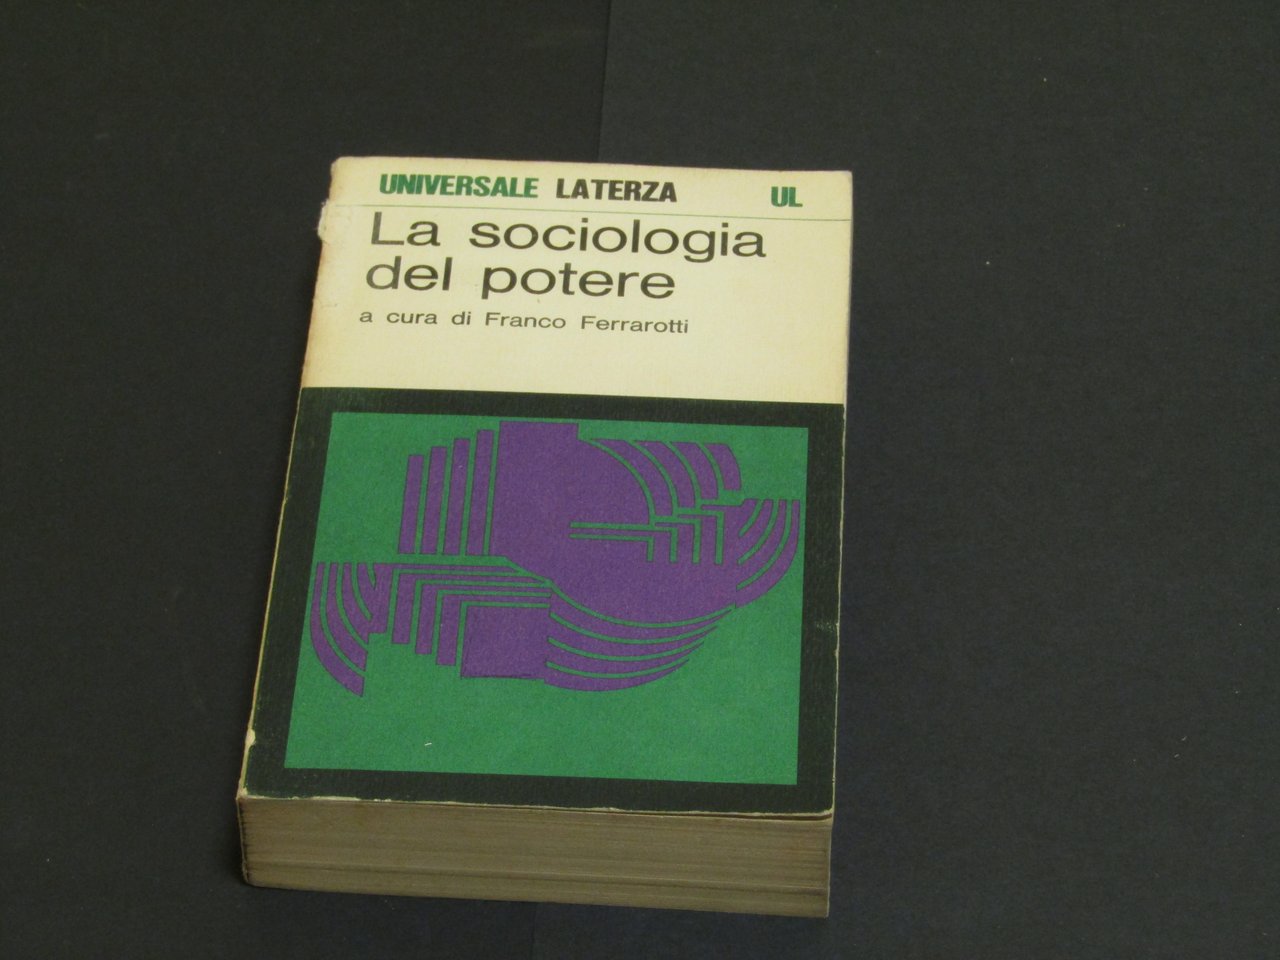 UNIVERSALE LATERZA UL
La sociologia
del potere
a cura di Franco Ferrarotti